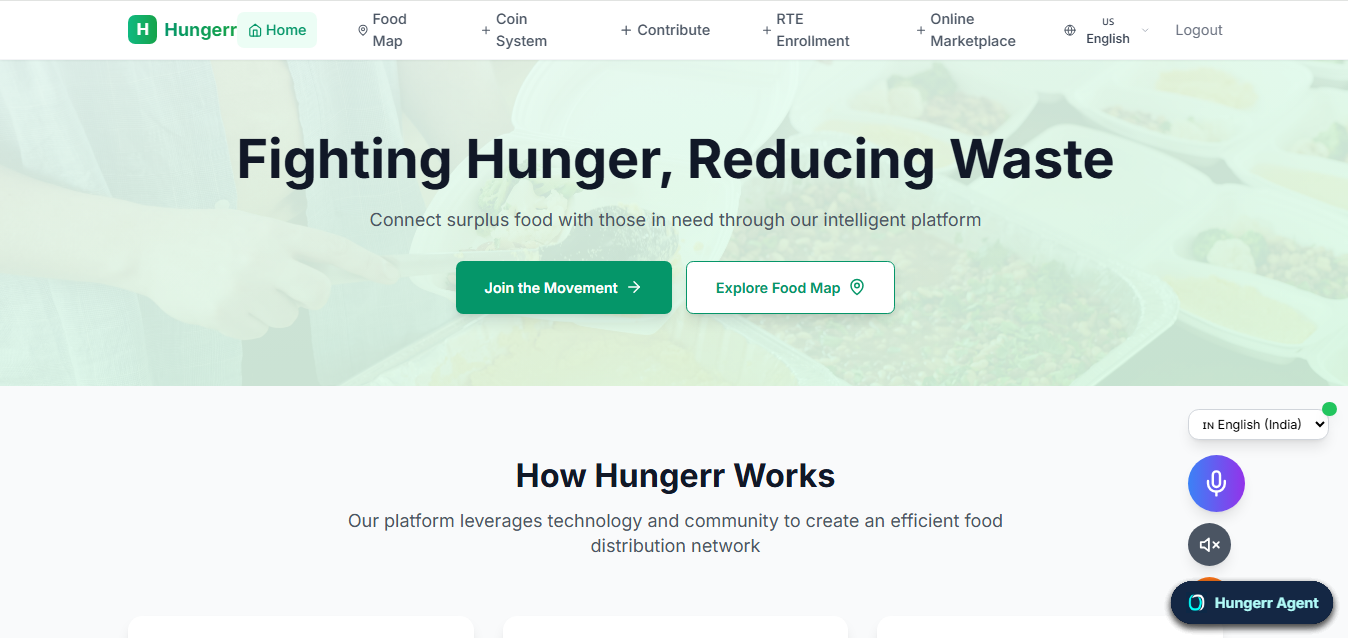 H Hungerr
Home
Food
Map
Coin
System
Contribute
RTE
Enrollment
Online
Marketplace
US
English
Logout
Fighting Hunger, Reducing Waste
Connect surplus food with those in need through our intelligent platform
Join the Movement
Explore Food Map
IN English (India)
How Hungerr Works
Our platform leverages technology and community to create an efficient food
distribution network
Hungerr Agent